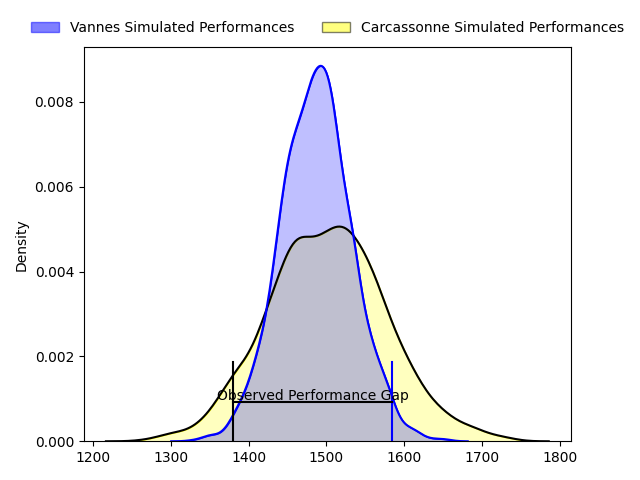 Vannes Simulated Performances Carcassonne Simulated Performances
Density
0.008
0.006
0.004
0.002
0.000
Observed Performance Gap
1200 1300 1400 1500 1600 1700 1800